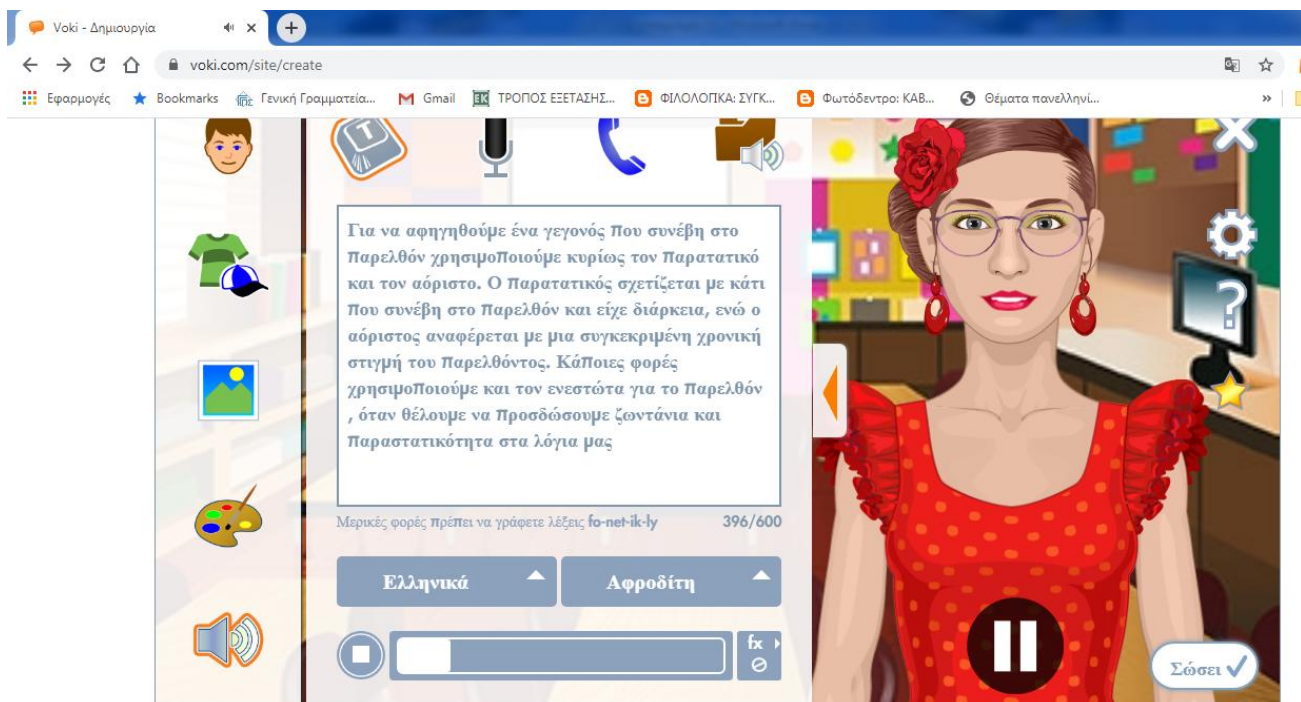 Voki - Δημιουργία
voki.com/site/create
Εφαρμογές Bookmarks Γενική Γραμματεία... Gmail ΤΡΟΠΟΣ ΕΞΕΤΑΣΗΣ... ΦΙΛΟΛΟΓΙΚΑ: ΣΥΓΚ... Φωτόδεντρο: ΚΑΒ... Θέματα πανελληνί... »
T
Για να αφηγηθούμε ένα γεγονός που συνέβη στο
παρελθόν χρησιμοποιούμε κυρίως τον παρατατικό
και τον αόριστο. Ο παρατατικός σχετίζεται με κάτι
που συνέβη στο παρελθόν και είχε διάρκεια, ενώ ο
αόριστος αναφέρεται με μια συγκεκριμένη χρονική
στιγμή του παρελθόντος. Κάποιες φορές
χρησιμοποιούμε και τον ενεστώτα για το παρελθόν
, όταν θέλουμε να προσδώσουμε ζωντάνια και
παραστατικότητα στα λόγια μας
Μερικές φορές πρέπει να γράφετε λέξεις fo-net-ik-ly 396/600
Ελληνικά Αφροδίτη
fx
?
Σώσει